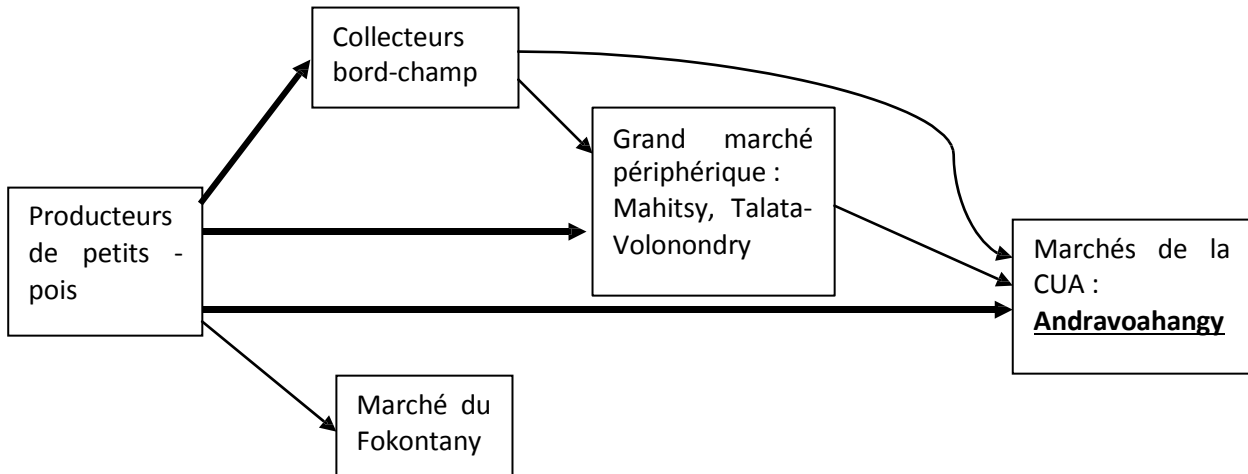 Collecteurs
bord-champ
Grand marché
périphérique :
Mahitsy, Talata-
Volonondry
Producteurs
de petits -
pois
Marchés de la
CUA :
Andravoahangy
Marché du
Fokontany